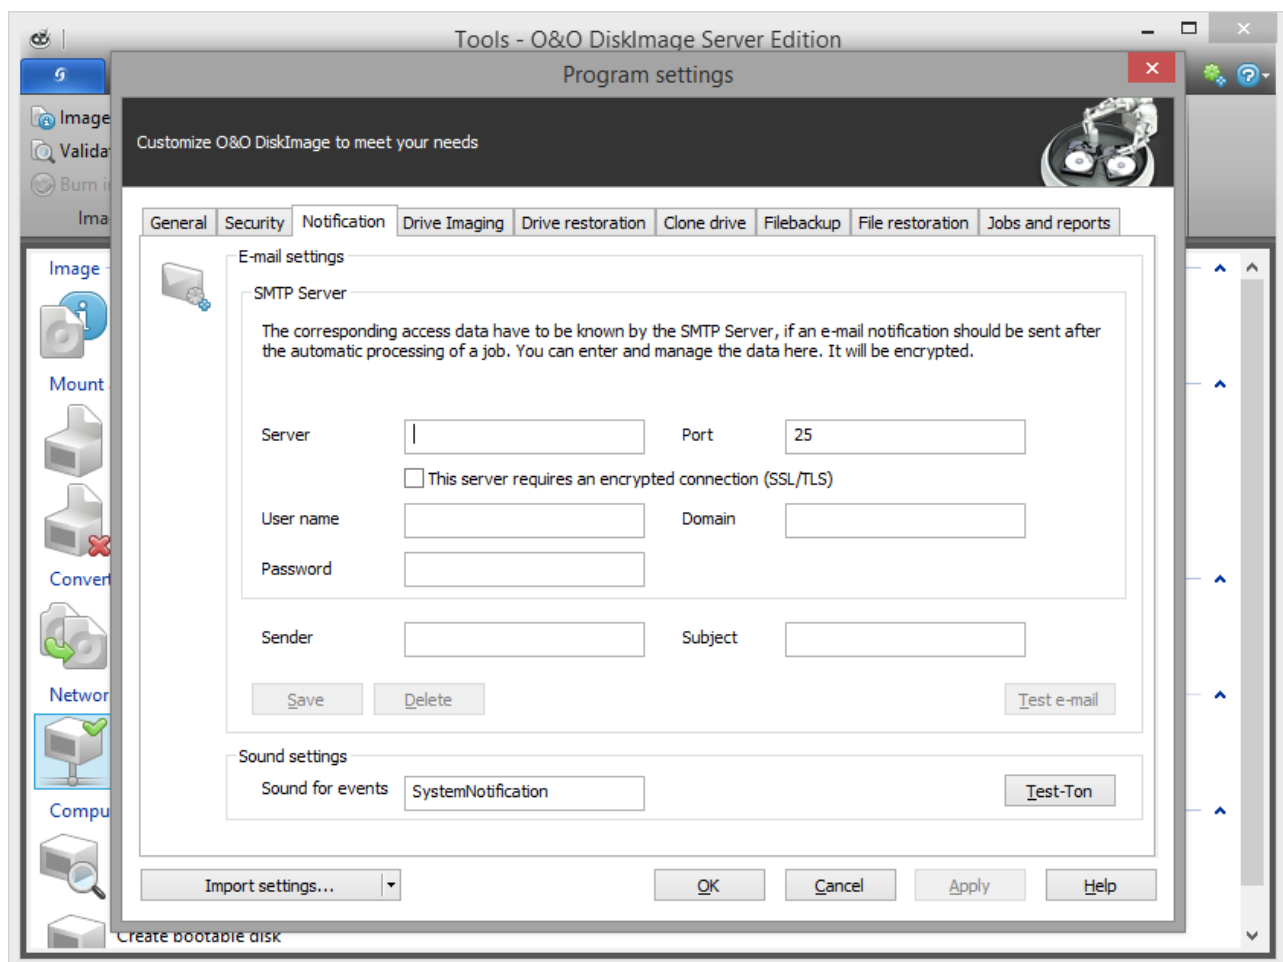 Tools - O&O DiskImage Server Edition
Program settings
Image
Customize O&O DiskImage to meet your needs
Burn
General Security Notification Drive Imaging Drive restoration Clone drive Filebackup File restoration Jobs and reports
Image
E-mail settings
SMTP Server
The corresponding access data have to be known by the SMTP Server, if an e-mail notification should be sent after
the automatic processing of a job. You can enter and manage the data here. It will be encrypted.
Mount
Server
Port 25
This server requires an encrypted connection (SSL/TLS)
User name
Domain
Password
Sender
Subject
Save Delete Test e-mail
Sound settings
Sound for events SystemNotification Test-Ton
Import settings... OK Cancel Apply Help
Create bootable disk